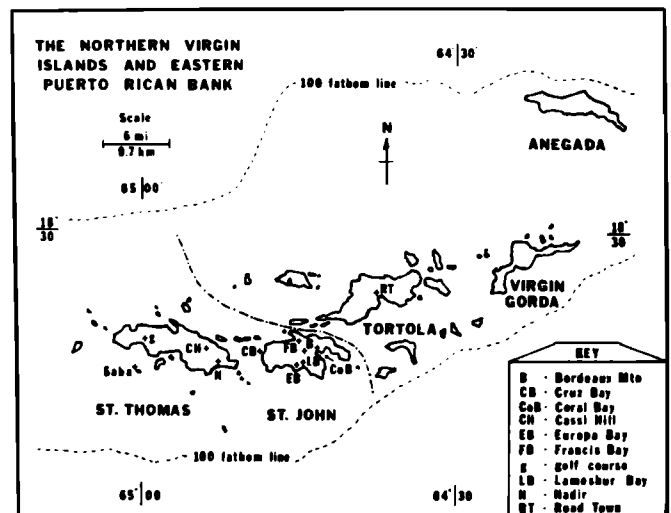 THE NORTHERN VIRGIN
ISLANDS AND EASTERN
PUERTO RICAN BANK
64° 30'
100 fathom line
Scale
6 mi
9.7 km
N
ANEGADA
65° 00'
18°
30
18°
30
RT
VIRGIN
GORDA
TORTOLA
g
CH
N
Saba
CB
FB
B
LB
EB
CoB
ST. THOMAS
ST. JOHN
100 fathom line
65° 00'
64° 30'
KEY
B · Bordeaux Mtn
CB · Cruz Bay
CoB · Coral Bay
CH · Cassi Hill
EB · Europa Bay
FB · Francis Bay
g · golf course
LB · Lameshur Bay
N · Nadir
RT · Road Town